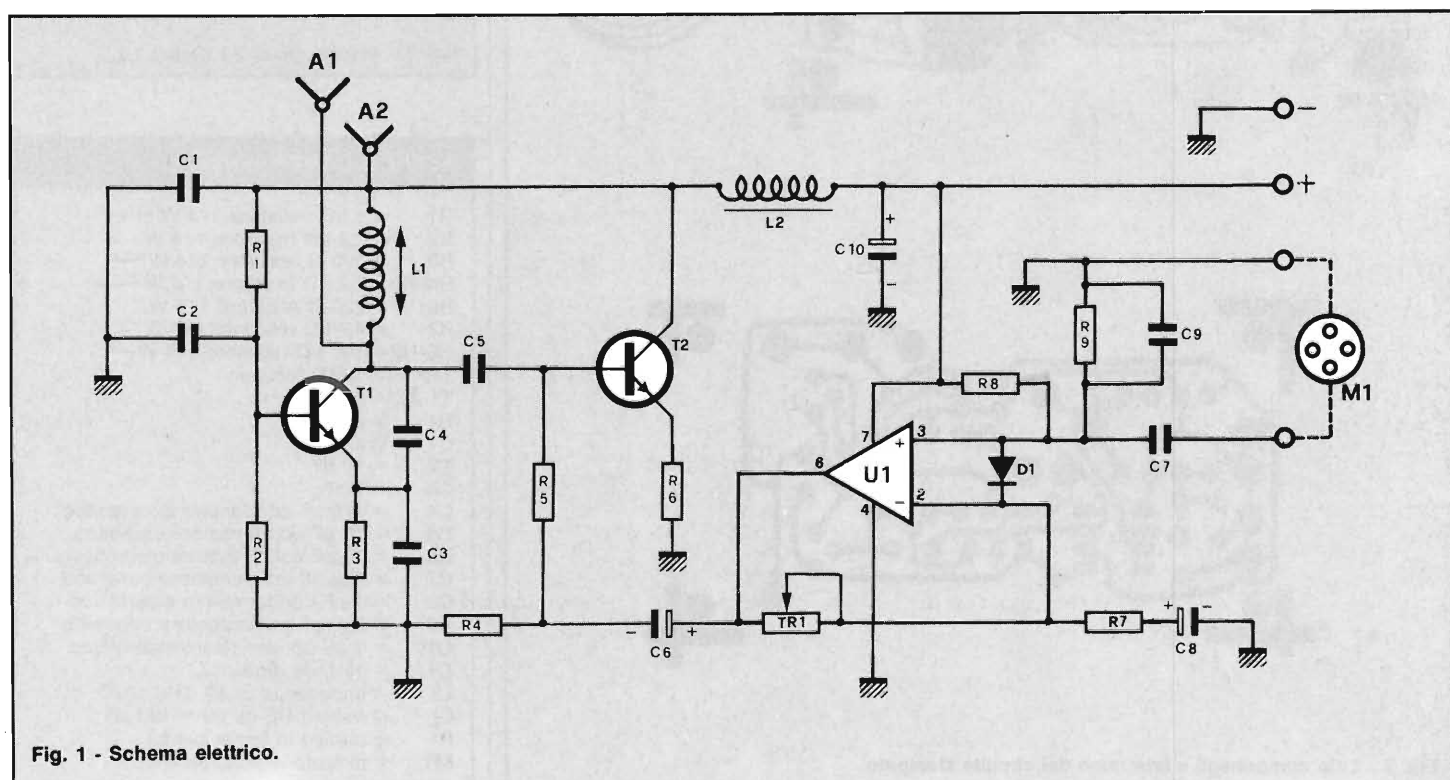 A1
A2
C1
C2
R1
L1
C5
T1
T2
C4
R2
R3
C3
R4
R5
R6
L2
C10
+
-
-
+
R8
R9
C9
M1
C7
7
3
+
6
U1
D1
2
-
4
-
C6
+
TR1
R7
+
C8
-
Fig. 1 - Schema elettrico.